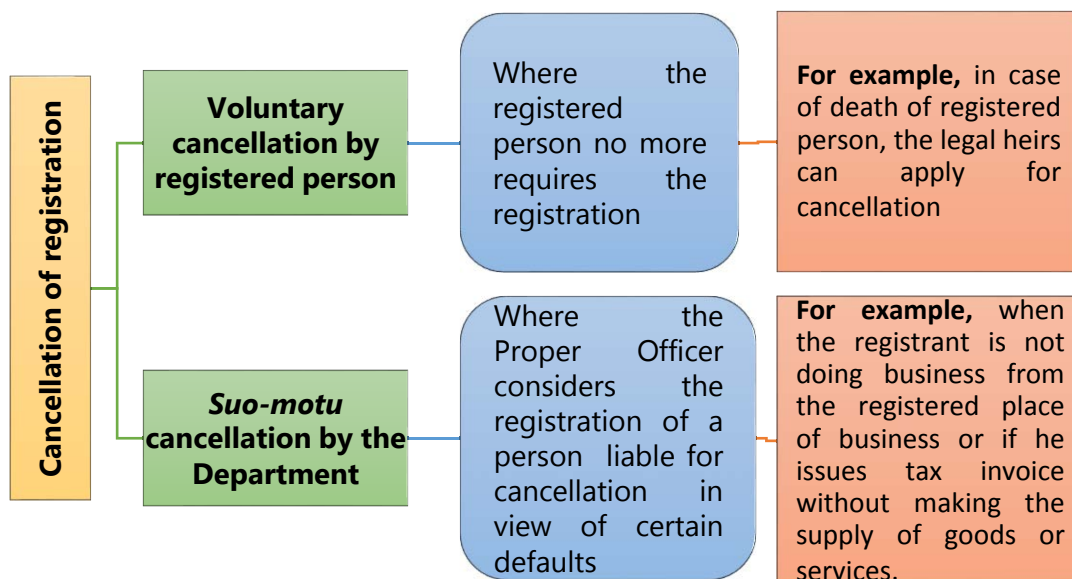 Cancellation of registration
Voluntary
cancellation by
registered person
Where the
registered
person no more
requires the
registration
For example, in case
of death of registered
person, the legal heirs
can apply for
cancellation
Suo-motu
cancellation by the
Department
Where the
Proper Officer
considers the
registration of a
person liable for
cancellation in
view of certain
defaults
For example, when
the registrant is not
doing business from
the registered place
of business or if he
issues tax invoice
without making the
supply of goods or
services.